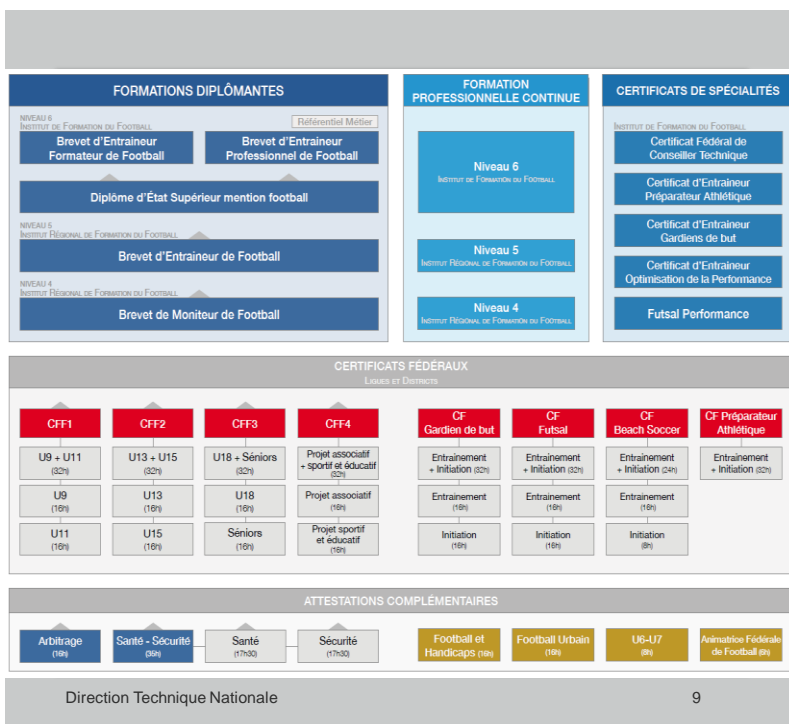 FORMATIONS DIPLÔMANTES
NIVEAU 6
INSTITUT DE FORMATION DU FOOTBALL
Référentiel Métier
Brevet d'Entraineur
Formateur de Football
Brevet d'Entraineur
Professionnel de Football
Diplôme d'État Supérieur mention football
NIVEAU 5
INSTITUT RÉGIONAL DE FORMATION DU FOOTBALL
Brevet d'Entraineur de Football
NIVEAU 4
INSTITUT RÉGIONAL DE FORMATION DU FOOTBALL
Brevet de Moniteur de Football
FORMATION
PROFESSIONNELLE CONTINUE
Niveau 6
INSTITUT DE FORMATION DU FOOTBALL
Niveau 5
INSTITUT RÉGIONAL DE FORMATION DU FOOTBALL
Niveau 4
INSTITUT RÉGIONAL DE FORMATION DU FOOTBALL
CERTIFICATS DE SPÉCIALITÉS
INSTITUT DE FORMATION DU FOOTBALL
Certificat Fédéral de
Conseiller Technique
Certificat d'Entraineur
Préparateur Athlétique
Certificat d'Entraineur
Gardiens de but
Certificat d'Entraineur
Optimisation de la Performance
Futsal Performance
CERTIFICATS FÉDÉRAUX
LIGUES ET DISTRICTS
CFF1
U9 + U11
(32h)
U9
(16h)
U11
(16h)
CFF2
U13 + U15
(32h)
U13
(16h)
U15
(16h)
CFF3
U18 + Séniors
(32h)
U18
(16h)
Séniors
(16h)
CFF4
Projet associatif
+ sportif et éducatif
(32h)
Projet associatif
(16h)
Projet sportif
et éducatif
(16h)
CF
Gardien de but
Entrainement
+ Initiation (32h)
Entrainement
(16h)
Initiation
(16h)
CF
Futsal
Entrainement
+ Initiation (32h)
Entrainement
(16h)
Initiation
(16h)
CF
Beach Soccer
Entrainement
+ Initiation (24h)
Entrainement
(16h)
Initiation
(8h)
CF Préparateur
Athlétique
Entrainement
+ Initiation (32h)
ATTESTATIONS COMPLÉMENTAIRES
Arbitrage
(16h)
Santé - Sécurité
(35h)
Santé
(17h30)
Sécurité
(17h30)
Football et
Handicaps (16h)
Football Urbain
(16h)
U6-U7
(8h)
Animatrice Fédérale
de Football (6h)
Direction Technique Nationale
9